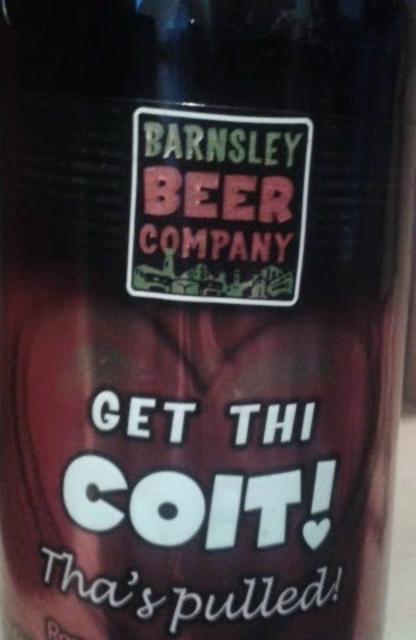 BARNSLEY
BEER
COMPANY
GET THI
COIT!
Tha's pulled!